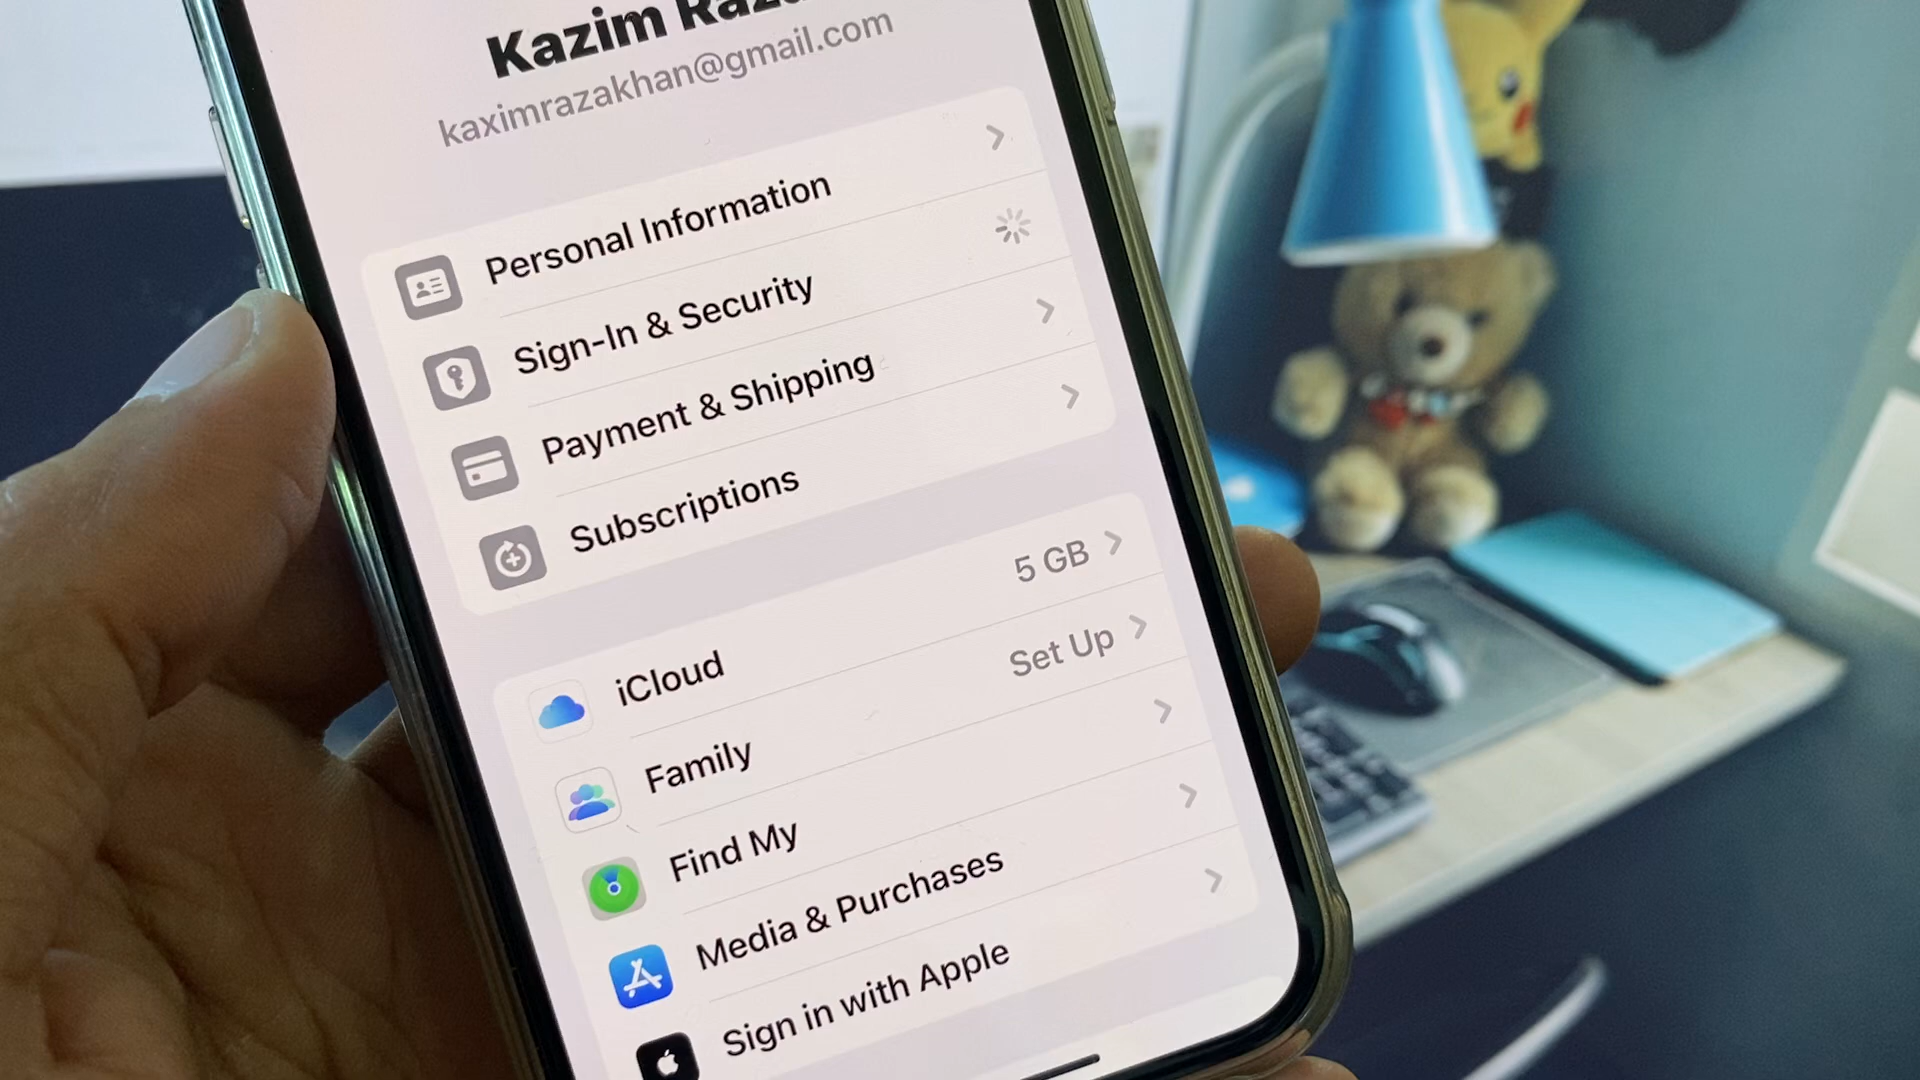 Kazim
kaximrazakhan@gmail.com
Personal Information
Sign-In & Security
Payment & Shipping
Subscriptions
iCloud 5 GB
Family Set Up
Find My
Media & Purchases
Sign in with Apple